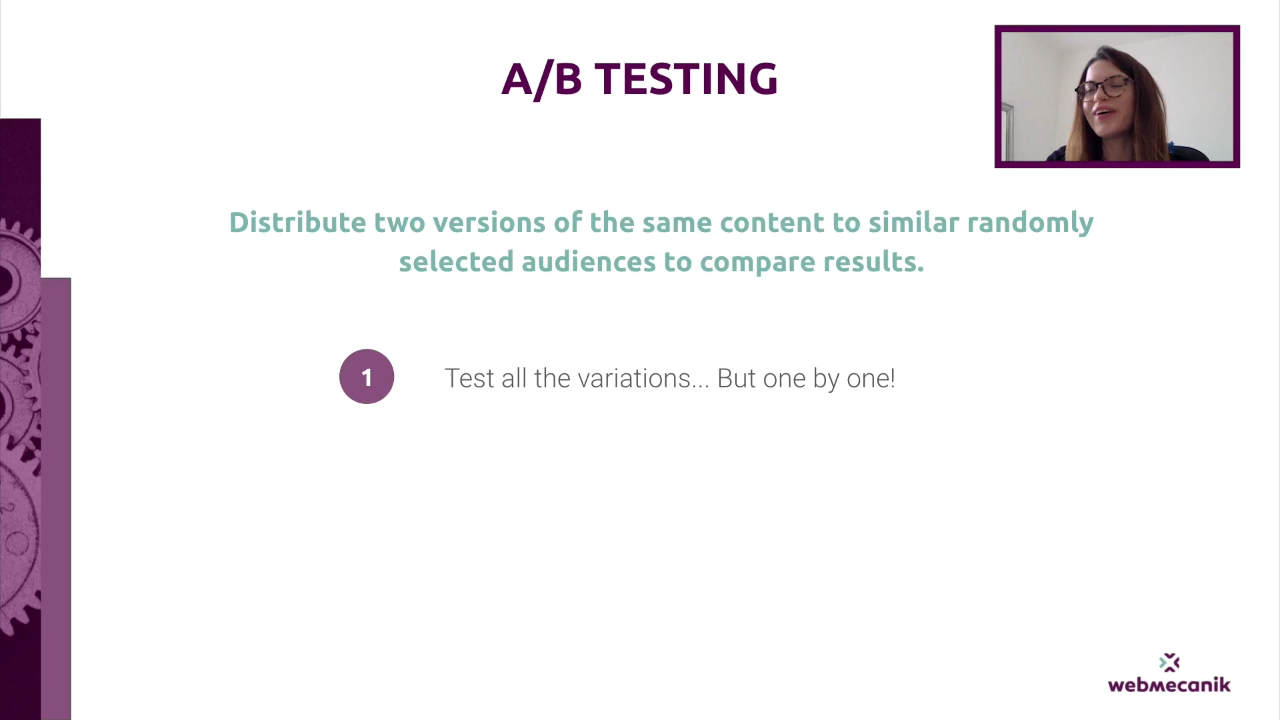 A/B TESTING
Distribute two versions of the same content to similar randomly
selected audiences to compare results.
1 Test all the variations... But one by one!
webmecanik